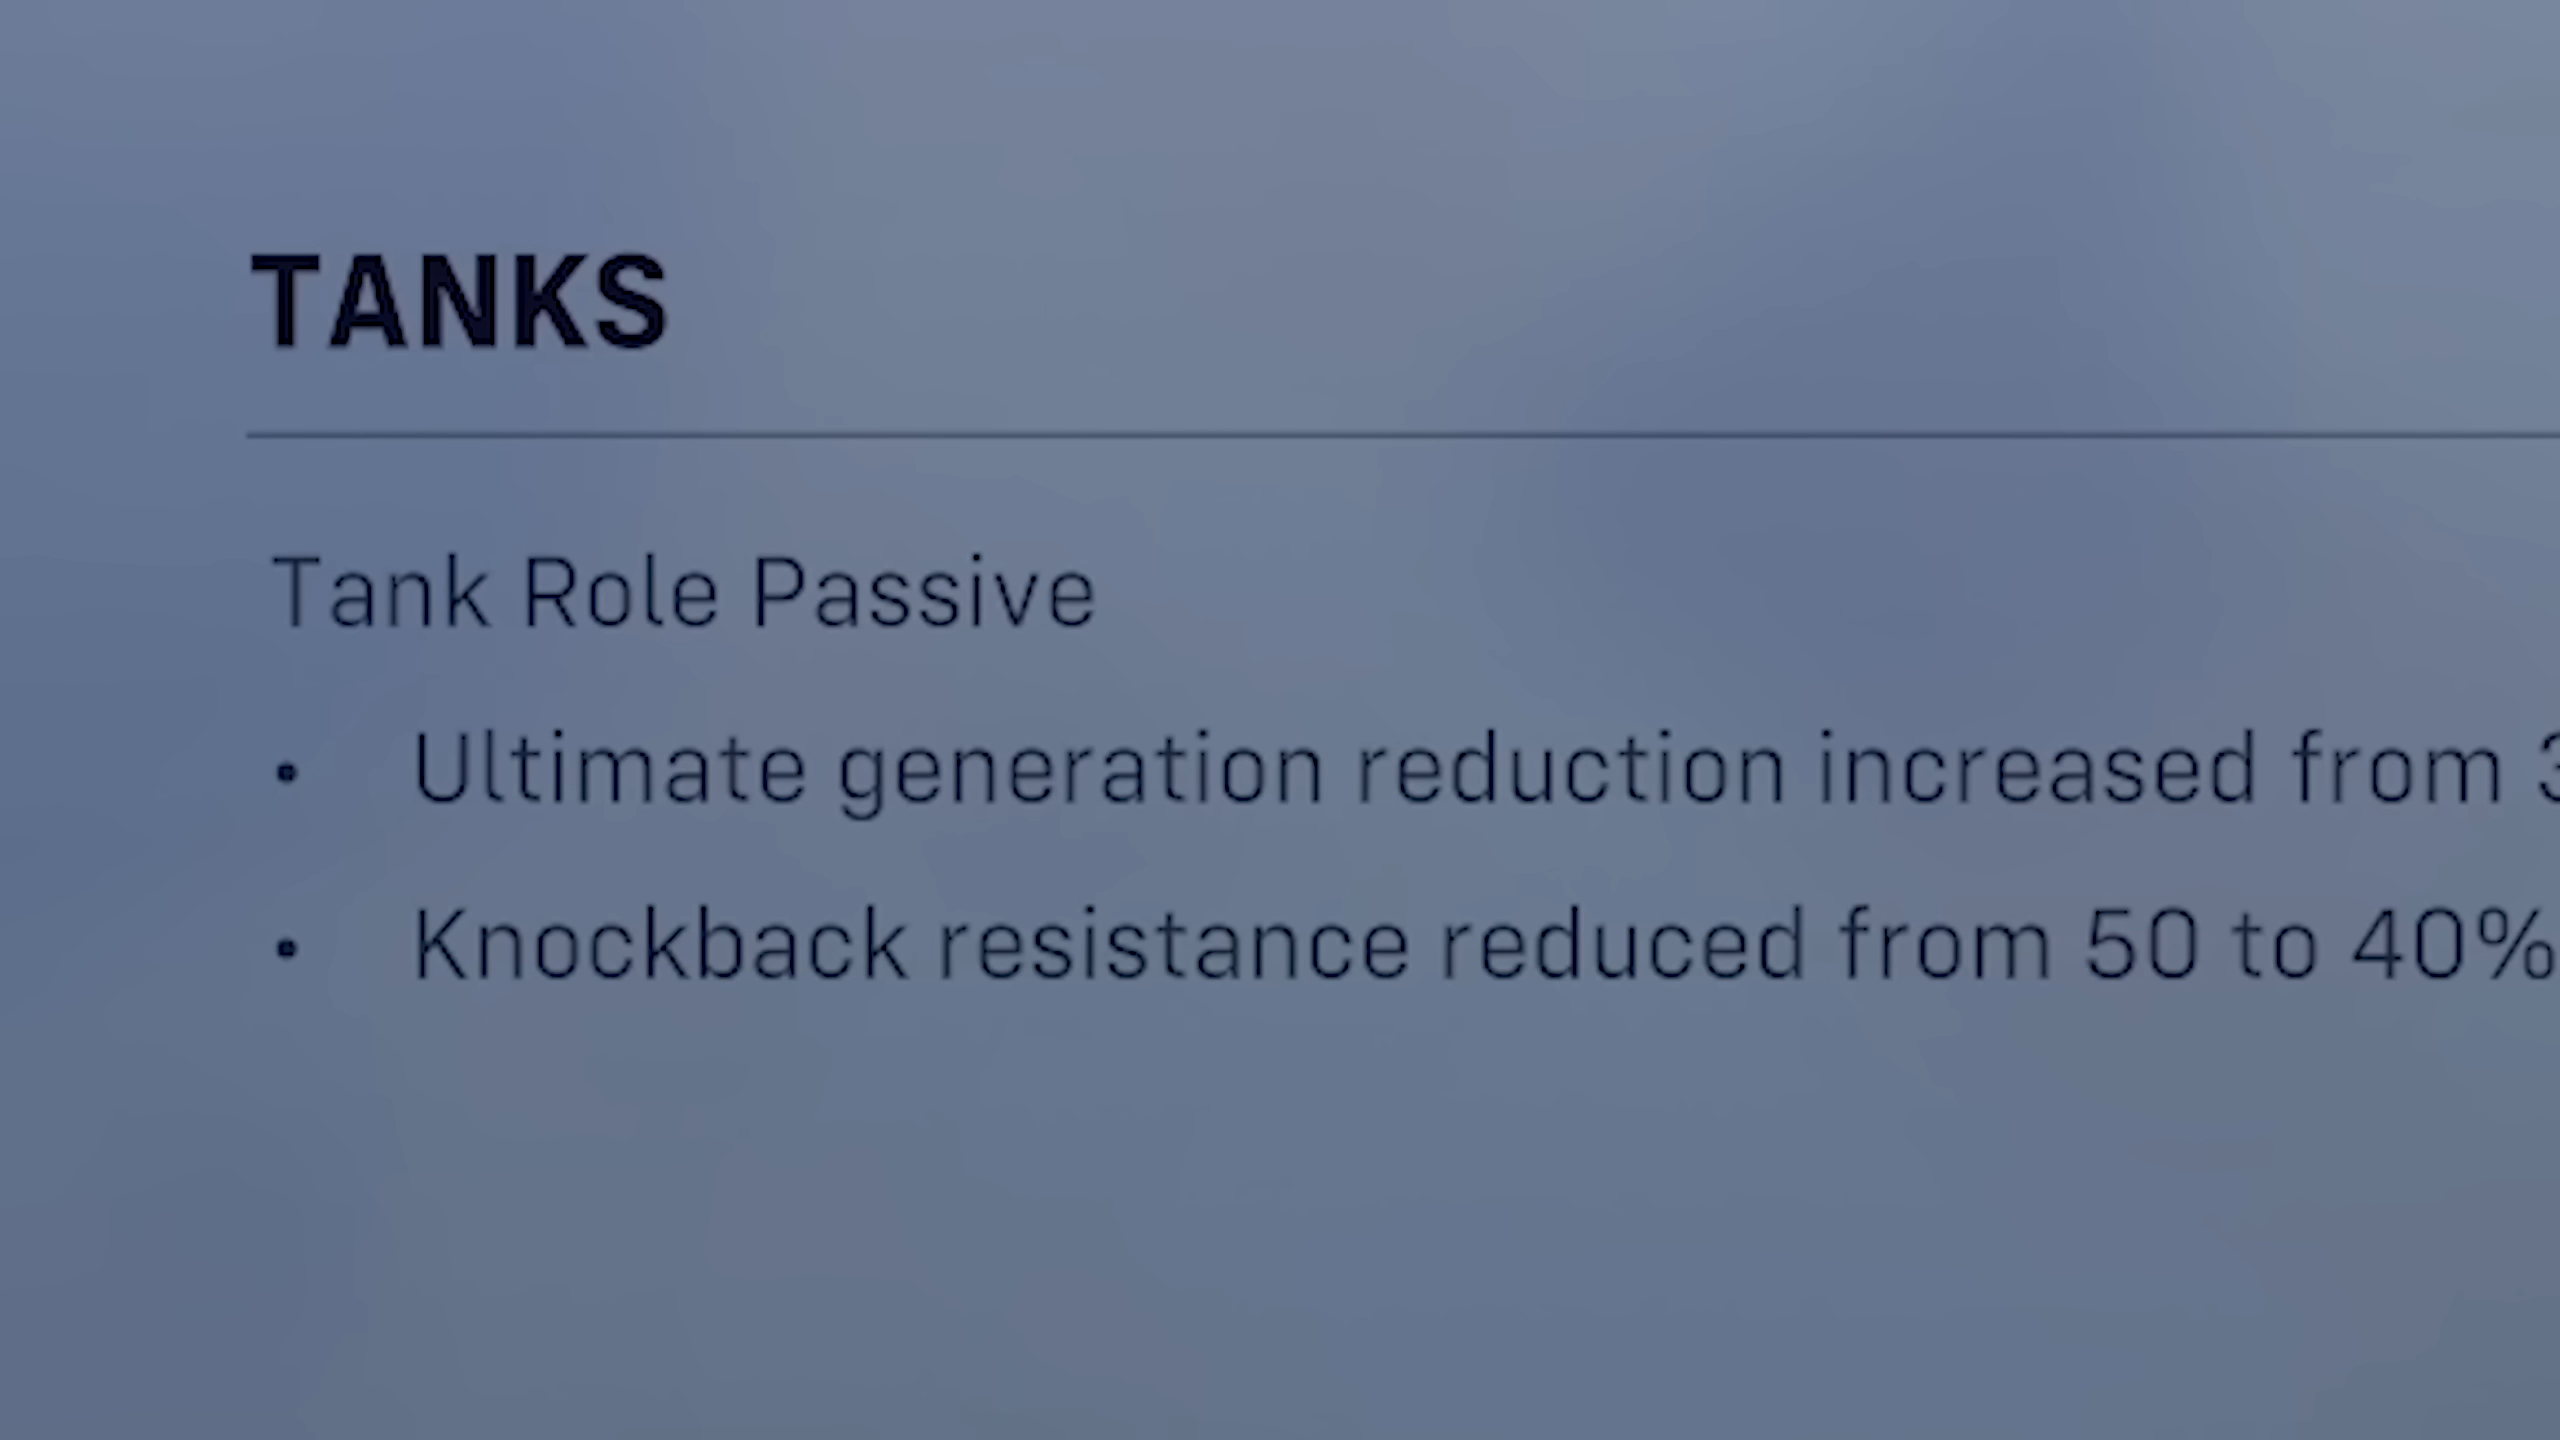 TANKS
Tank Role Passive
• Ultimate generation reduction increased from
• Knockback resistance reduced from 50 to 40%